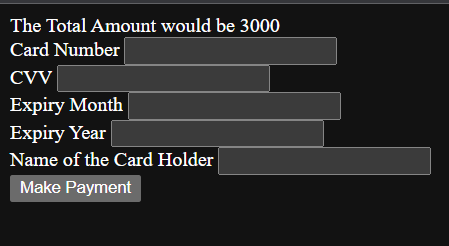 The Total Amount would be 3000
Card Number
CVV
Expiry Month
Expiry Year
Name of the Card Holder
Make Payment